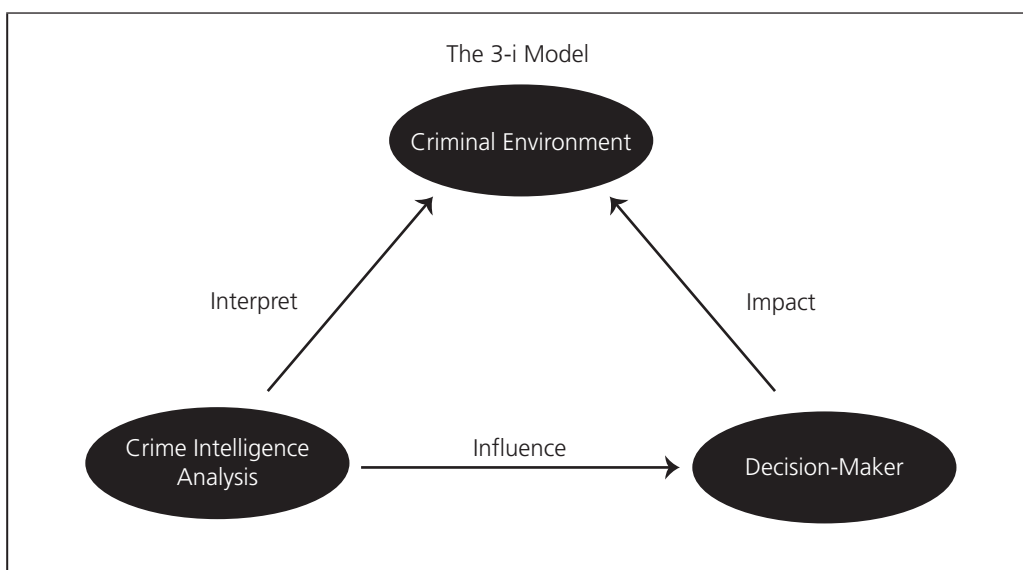 The 3-i Model
Criminal Environment
Interpret
Impact
Crime Intelligence
Analysis
Influence
Decision-Maker